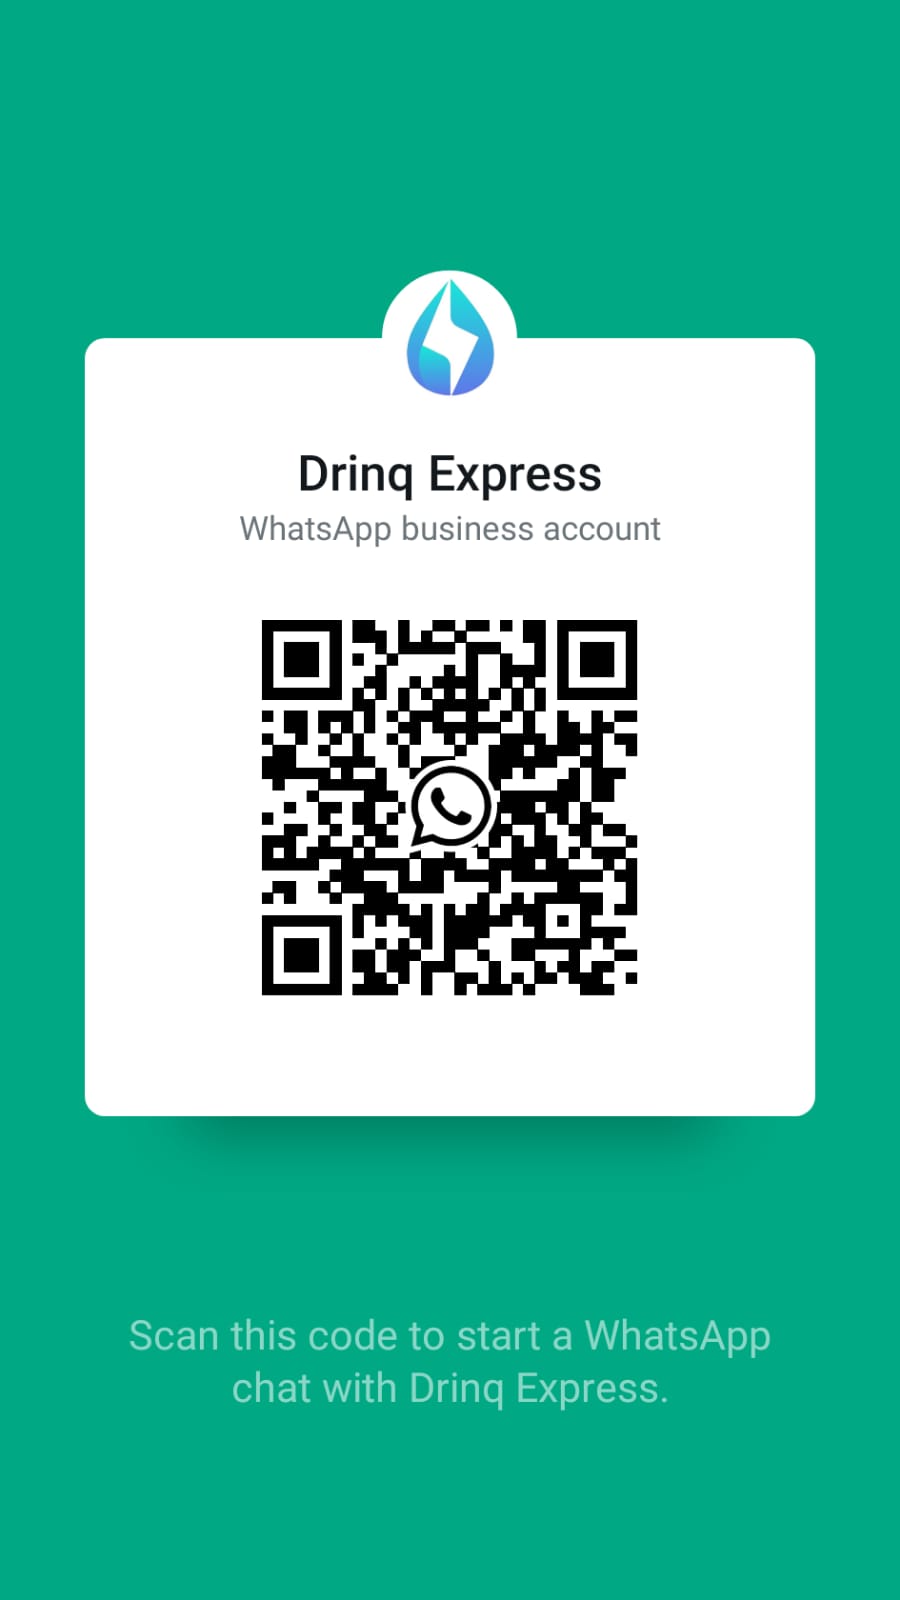 Drinq Express
WhatsApp business account
Scan this code to start a WhatsApp
chat with Drinq Express.